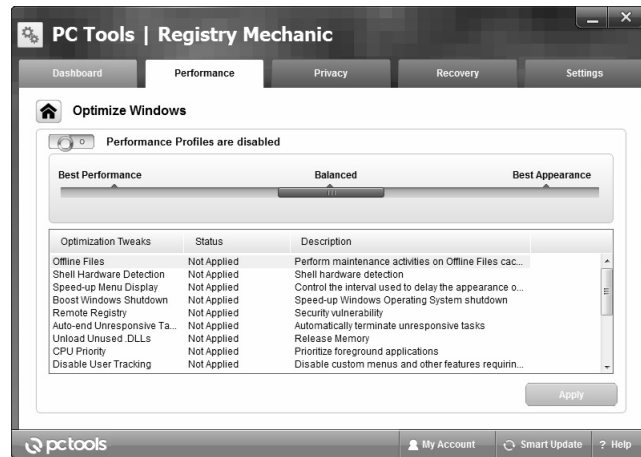 PC Tools | Registry Mechanic
Dashboard Performance Privacy Recovery Settings
Optimize Windows
Performance Profiles are disabled
Best Performance Balanced Best Appearance
Optimization Tweaks Status Description
Offline Files Not Applied Perform maintenance activities on Offline Files cac...
Shell Hardware Detection Not Applied Shell hardware detection
Speed-up Menu Display Not Applied Control the interval used to delay the appearance o...
Boost Windows Shutdown Not Applied Speed-up Windows Operating System shutdown
Remote Registry Not Applied Security vulnerability
Auto-end Unresponsive Ta... Not Applied Automatically terminate unresponsive tasks
Unload Unused .DLLs Not Applied Release Memory
CPU Priority Not Applied Prioritize foreground applications
Disable User Tracking Not Applied Disable custom menus and other features requirin...
Apply
pctools My Account Smart Update ? Help